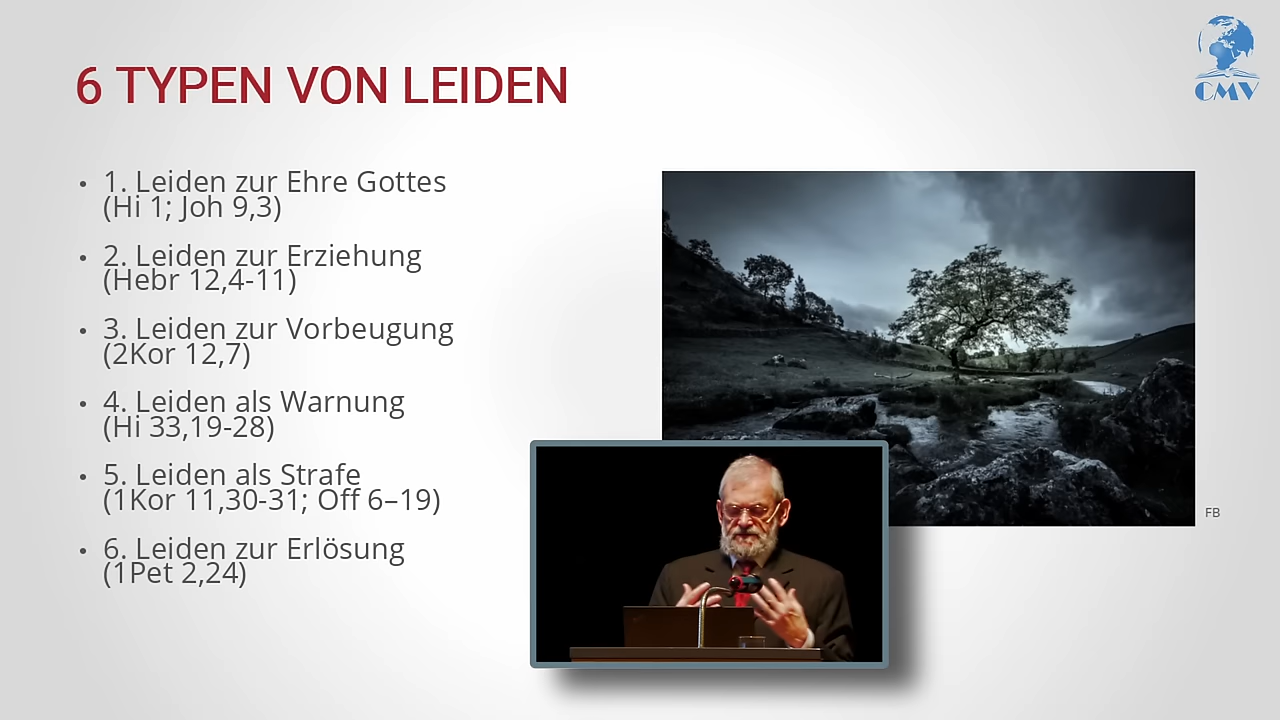 6 TYPEN VON LEIDEN
CMV
• 1. Leiden zur Ehre Gottes
(Hi 1; Joh 9,3)
• 2. Leiden zur Erziehung
(Hebr 12,4-11)
• 3. Leiden zur Vorbeugung
(2Kor 12,7)
• 4. Leiden als Warnung
(Hi 33,19-28)
• 5. Leiden als Strafe
(1Kor 11,30-31; Off 6–19)
• 6. Leiden zur Erlösung
(1Pet 2,24)
FB